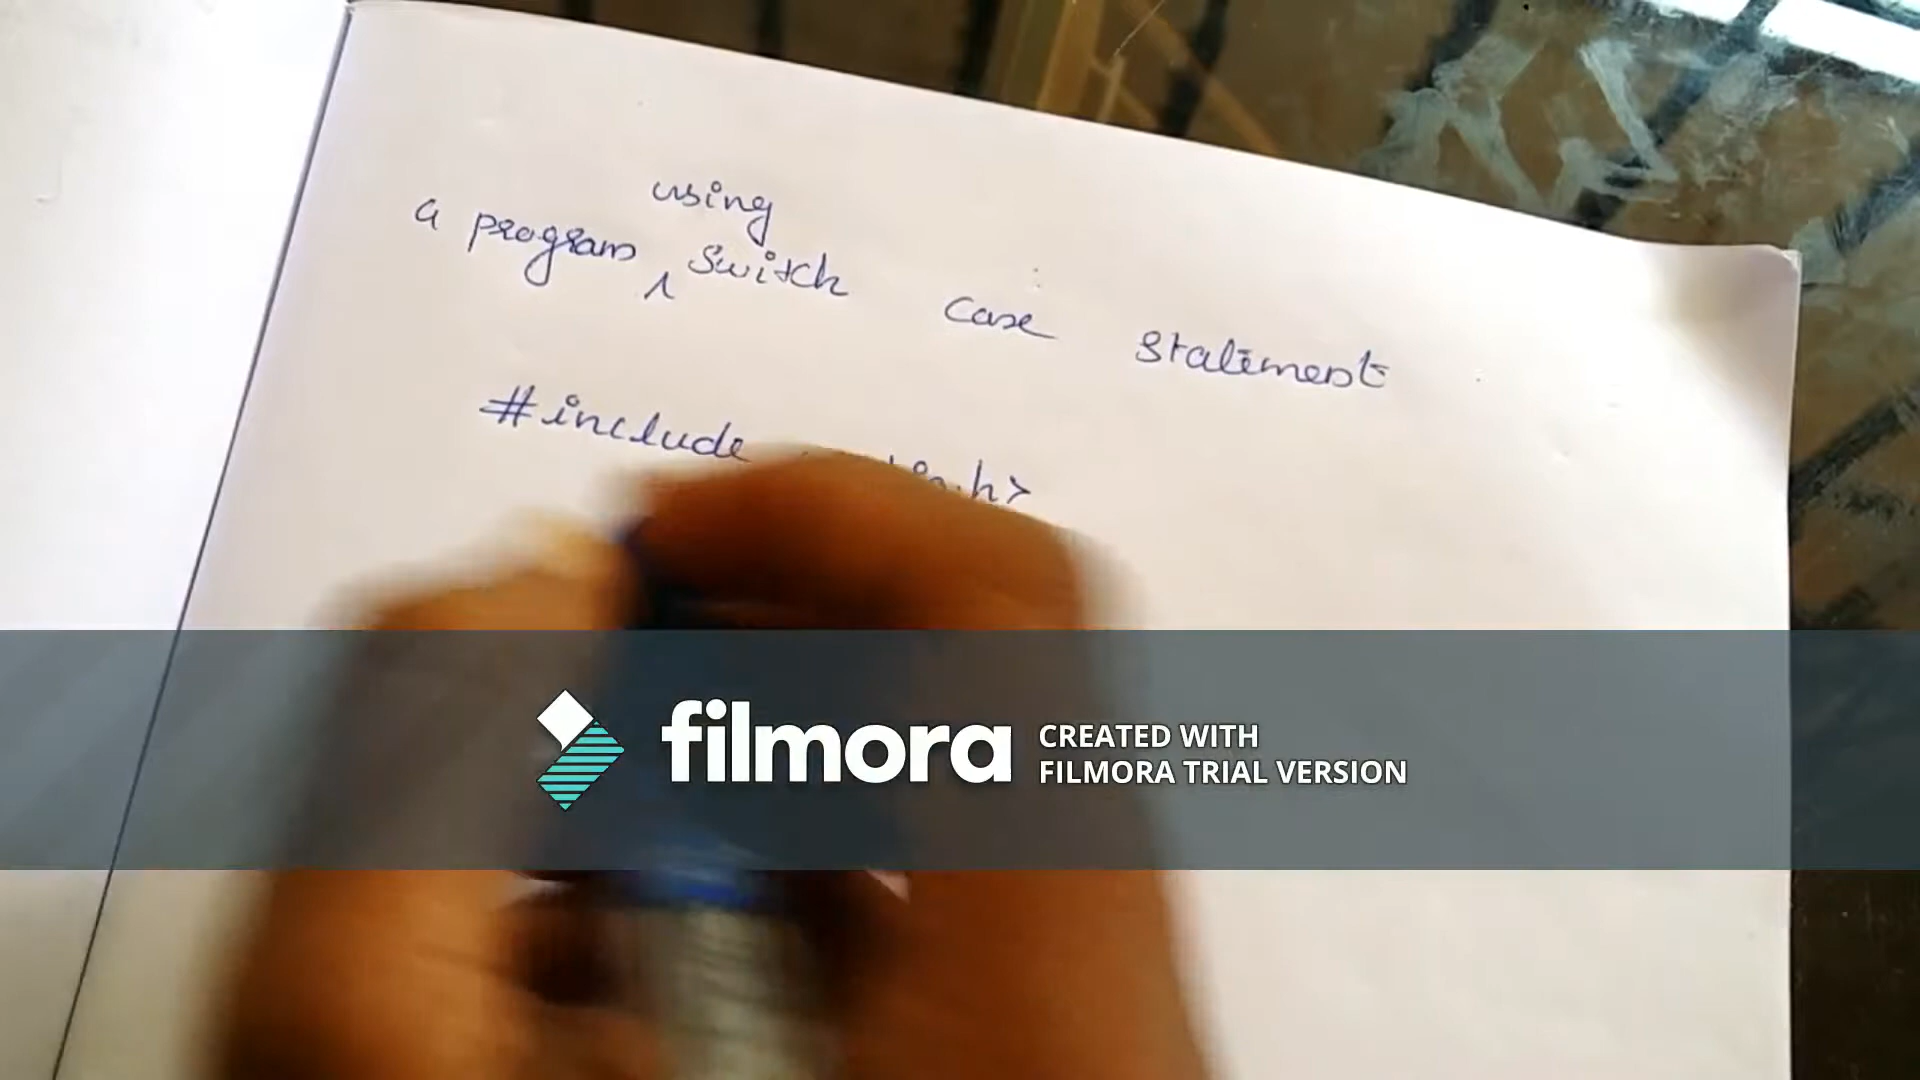 using
a program ∧ switch case statement
#include h>
filmora CREATED WITH
FILMORA TRIAL VERSION